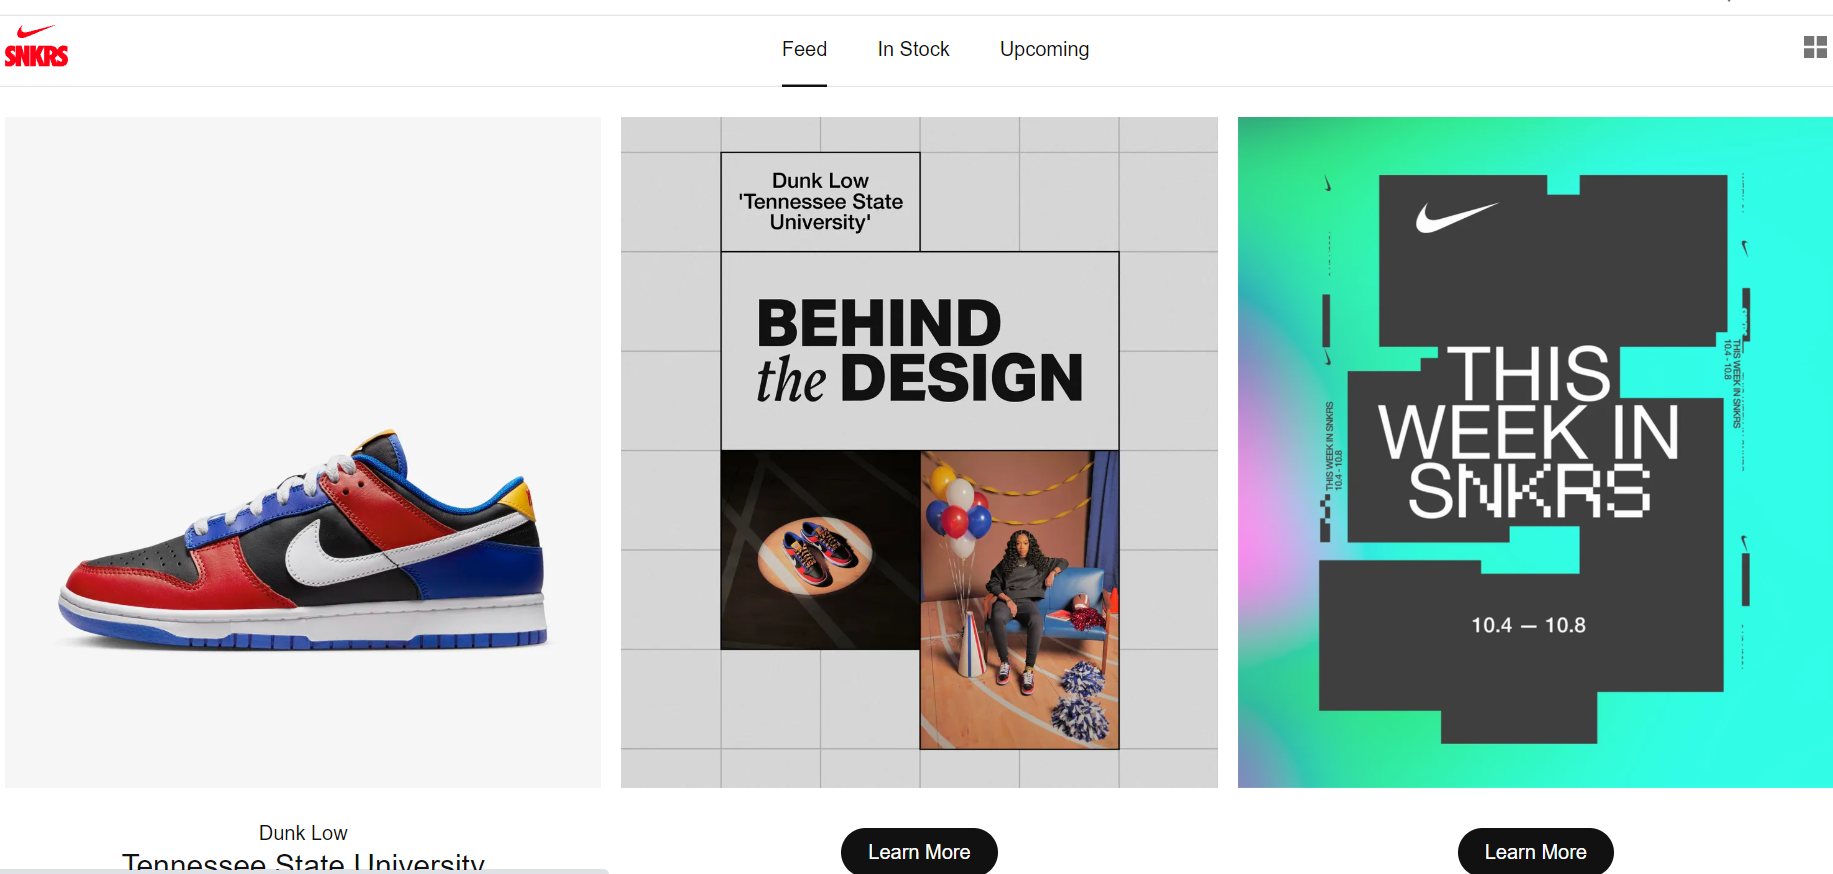 SNKRS
Feed
In Stock
Upcoming
Dunk Low
Tennessee State University
Dunk Low
'Tennessee State
University'
BEHIND
the DESIGN
Learn More
THIS
WEEK IN
SNKRS
10.4 — 10.8
THIS WEEK IN SNKRS
10.4 - 10.8
THIS WEEK IN SNKRS
10.4 - 10.8
Learn More